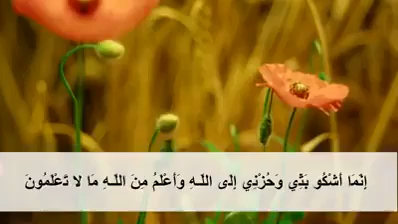 إِنَّمَا أَشْكُو بَثِّي وَحُزْنِي إِلَى اللَّهِ وَأَعْلَمُ مِنَ اللَّهِ مَا لَا تَعْلَمُونَ